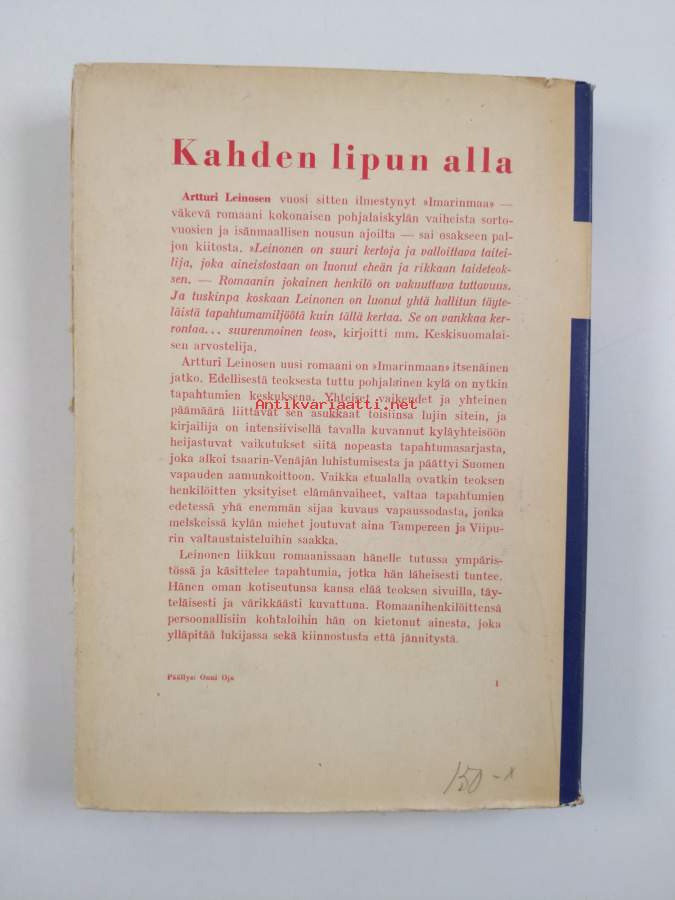 Kahden lipun alla
Artturi Leinosen vuosi sitten ilmestynyt »Imarinmaa» —
väkevä romaani kokonaisen pohjalaiskylän vaiheista sorto-
vuosien ja isänmaallisen nousun ajoilta — sai osakseen pal-
jon kiitosta. »Leinonen on suuri kertoja ja valloittava taitei-
lija, joka aineistostaan on luonut eheän ja rikkaan taideteok-
sen. — Romaanin jokainen henkilö on vakuuttava tuttavuus.
Ja tuskinpa koskaan Leinonen on luonut yhtä hallitun täyte-
läistä tapahtumamiljöötä kuin tällä kertaa. Se on vankkaa ker-
rontaa... suurenmoinen teos», kirjoitti mm. Keskisuomalai-
sen arvostelija.
Artturi Leinosen uusi romaani on »Imarinmaan» itsenäinen
jatko. Edellisestä teoksesta tuttu pohjalainen kylä on nytkin
tapahtumien keskuksena. Yhteiset vaikeudet ja yhteinen
Antikvariaatti.net
päämäärä liittävät sen asukkaat toisiinsa lujin sitein, ja
kirjailija on intensiivisellä tavalla kuvannut kyläyhteisöön
heijastuvat vaikutukset siitä nopeasta tapahtumasarjasta,
joka alkoi tsaarin-Venäjän luhistumisesta ja päättyi Suomen
vapauden aamunkoittoon. Vaikka etualalla ovatkin teoksen
henkilöitten yksityiset elämänvaiheet, valtaa tapahtumien
edetessä yhä enemmän sijaa kuvaus vapaussodasta, jonka
melskeissä kylän miehet joutuvat aina Tampereen ja Viipu-
rin valtaustaisteluihin saakka.
Leinonen liikkuu romaanissaan hänelle tutussa ympäris-
tössä ja käsittelee tapahtumia, jotka hän läheisesti tuntee.
Hänen oman kotiseutunsa kansa elää teoksen sivuilla, täy-
teläisesti ja värikkäästi kuvattuna. Romaanihenkilöittensä
persoonallisiin kohtaloihin hän on kietonut ainesta, joka
ylläpitää lukijassa sekä kiinnostusta että jännitystä.
Päällys: Onni Oja
1
150-